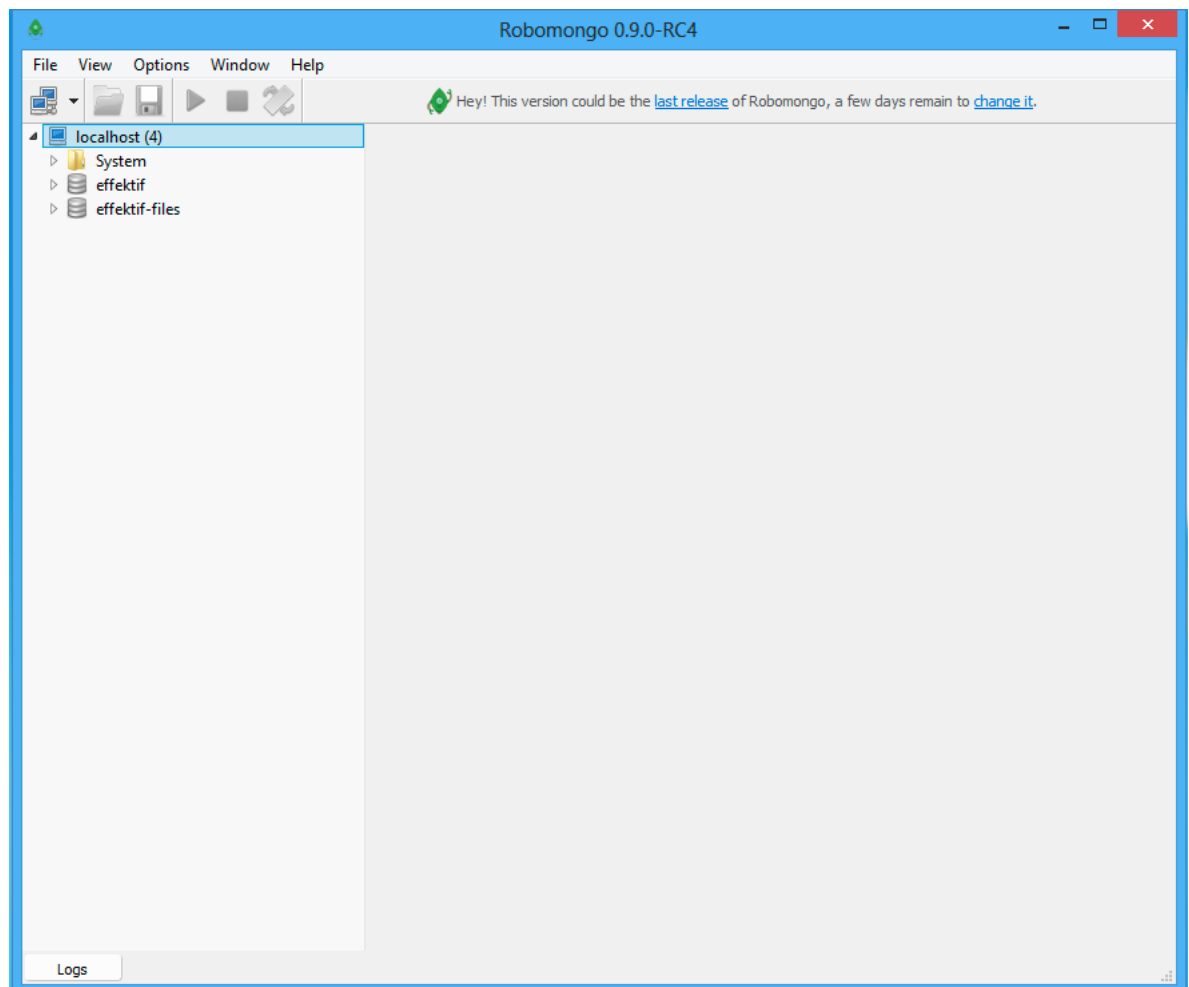 Robomongo 0.9.0-RC4
File View Options Window Help
Hey! This version could be the last release of Robomongo, a few days remain to change it.
localhost (4)
System
effektif
effektif-files
Logs